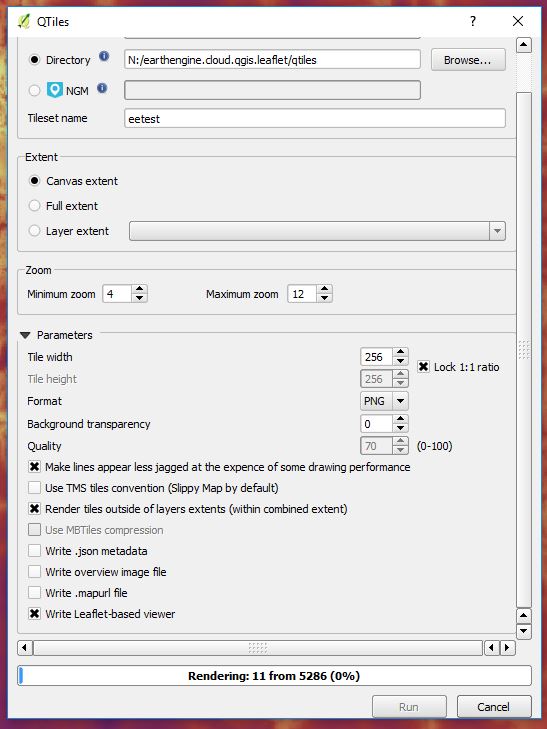 QTiles
Directory N:/earthengine.cloud.qgis.leaflet/qtiles Browse...
NGM
Tileset name eetest
Extent
Canvas extent
Full extent
Layer extent
Zoom
Minimum zoom 4 Maximum zoom 12
Parameters
Tile width 256
Lock 1:1 ratio
Tile height 256
Format PNG
Background transparency 0
Quality 70 (0-100)
Make lines appear less jagged at the expence of some drawing performance
Use TMS tiles convention (Slippy Map by default)
Render tiles outside of layers extents (within combined extent)
Use MBTiles compression
Write .json metadata
Write overview image file
Write .mapurl file
Write Leaflet-based viewer
Rendering: 11 from 5286 (0%)
Run Cancel